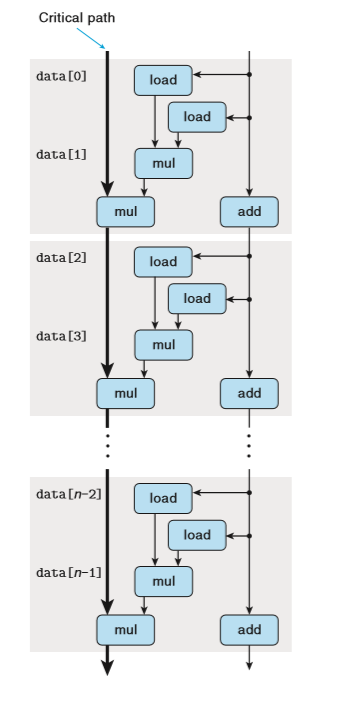 Critical path
data[0]
load
load
data[1]
mul
mul add
data[2]
load
load
data[3]
mul
mul add
data[n-2]
load
load
data[n-1]
mul
mul add